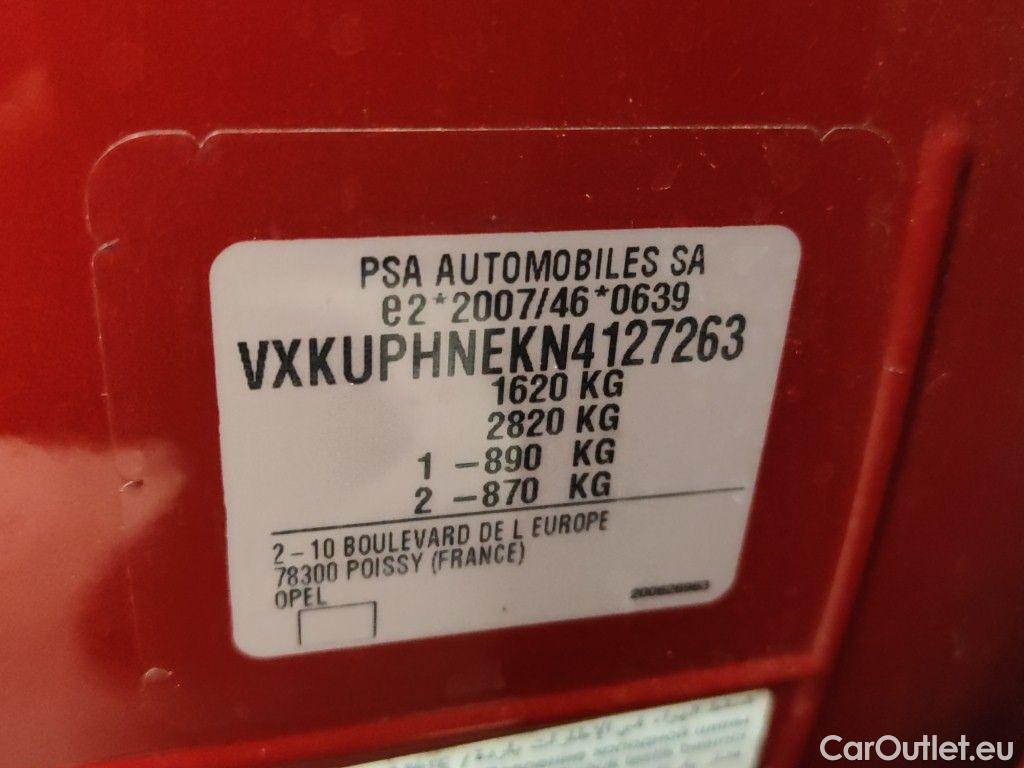 PSA AUTOMOBILES SA
e2*2007/46*0639
VXKUPHNEKN4127263
1620 KG
2820 KG
1 -890 KG
2 -870 KG
2-10 BOULEVARD DE L EUROPE
78300 POISSY (FRANCE)
OPEL
CarOutlet.eu